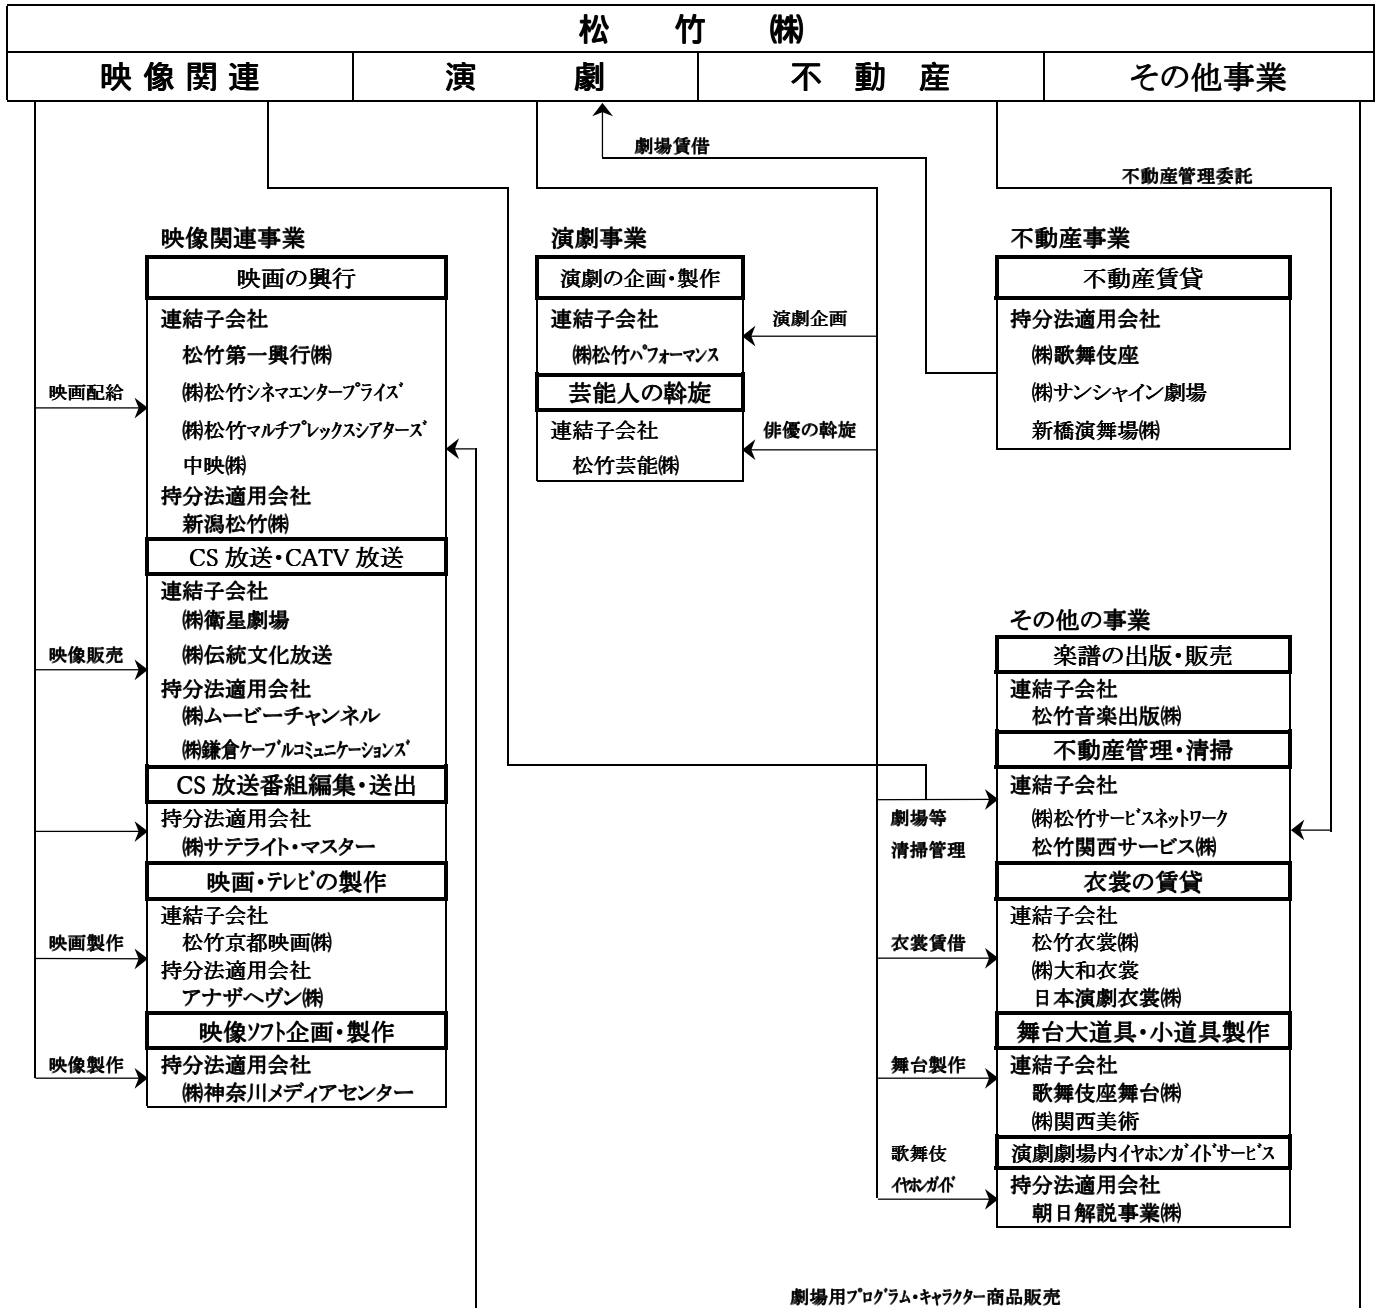 松竹㈱
映像関連 演劇 不動産 その他事業
劇場賃借
不動産管理委託
映像関連事業
映画の興行
連結子会社
松竹第一興行㈱
㈱松竹シネマエンタープライズ
㈱松竹マルチプレックスシアターズ
中映㈱
持分法適用会社
新潟松竹㈱
CS 放送・CATV 放送
連結子会社
㈱衛星劇場
㈱伝統文化放送
持分法適用会社
㈱ムービーチャンネル
㈱鎌倉ケーブルコミュニケーションズ
CS 放送番組編集・送出
持分法適用会社
㈱サテライト・マスター
映画・テレビの製作
連結子会社
松竹京都映画㈱
持分法適用会社
アナザヘヴン㈱
映像ソフト企画・製作
持分法適用会社
㈱神奈川メディアセンター
映画配給
映像販売
映画製作
映像製作
演劇事業
演劇の企画・製作
連結子会社
㈱松竹パフォーマンス
芸能人の斡旋
連結子会社
松竹芸能㈱
演劇企画
俳優の斡旋
不動産事業
不動産賃貸
持分法適用会社
㈱歌舞伎座
㈱サンシャイン劇場
新橋演舞場㈱
その他の事業
楽譜の出版・販売
連結子会社
松竹音楽出版㈱
不動産管理・清掃
連結子会社
㈱松竹サービスネットワーク
松竹関西サービス㈱
衣裳の賃貸
連結子会社
松竹衣裳㈱
㈱大和衣裳
日本演劇衣裳㈱
舞台大道具・小道具製作
連結子会社
歌舞伎座舞台㈱
㈱関西美術
演劇劇場内イヤホンガイドサービス
持分法適用会社
朝日解説事業㈱
劇場等
清掃管理
衣裳賃借
舞台製作
歌舞伎
イヤホンガイド
劇場用プログラム・キャラクター商品販売